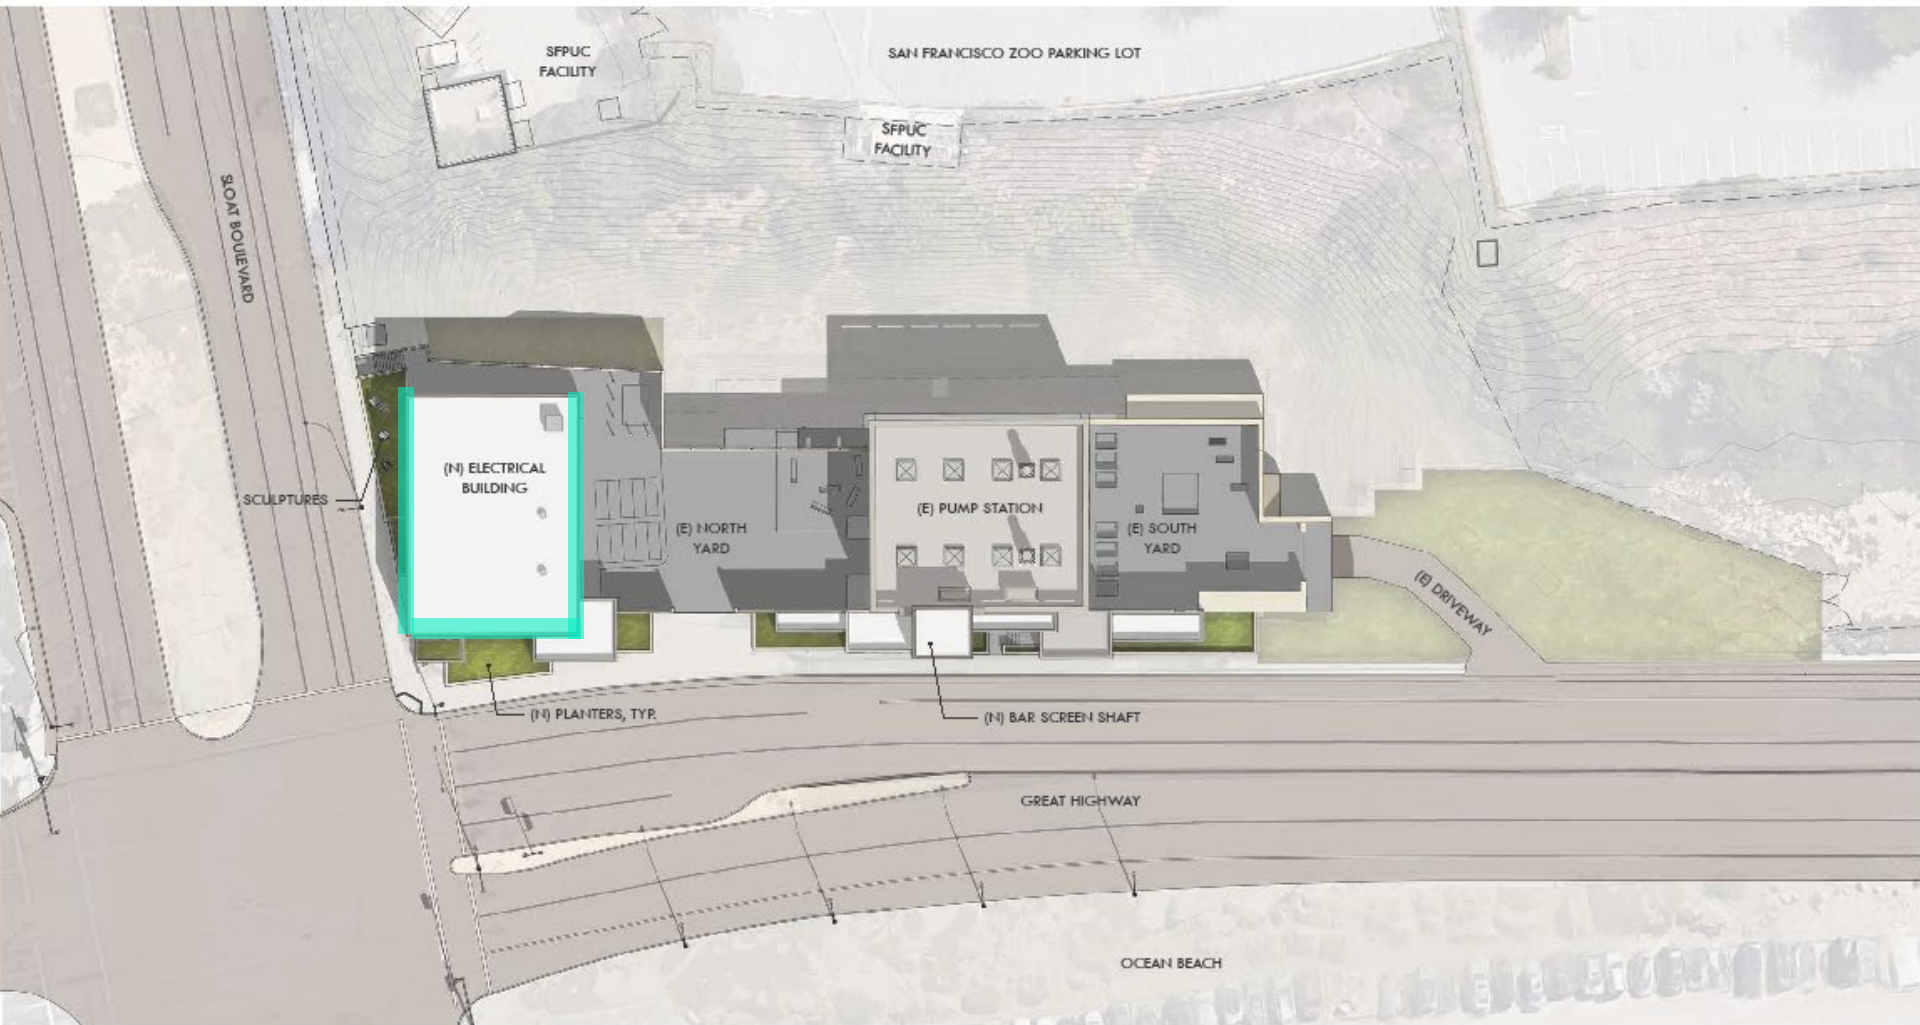 SFPUC
FACILITY
SAN FRANCISCO ZOO PARKING LOT
SFPUC
FACILITY
SLOAT BOULEVARD
(N) ELECTRICAL
BUILDING
SCULPTURES
(E) NORTH
YARD
(E) PUMP STATION
(E) SOUTH
YARD
(E) DRIVEWAY
(N) PLANTERS, TYP.
(N) BAR SCREEN SHAFT
GREAT HIGHWAY
OCEAN BEACH